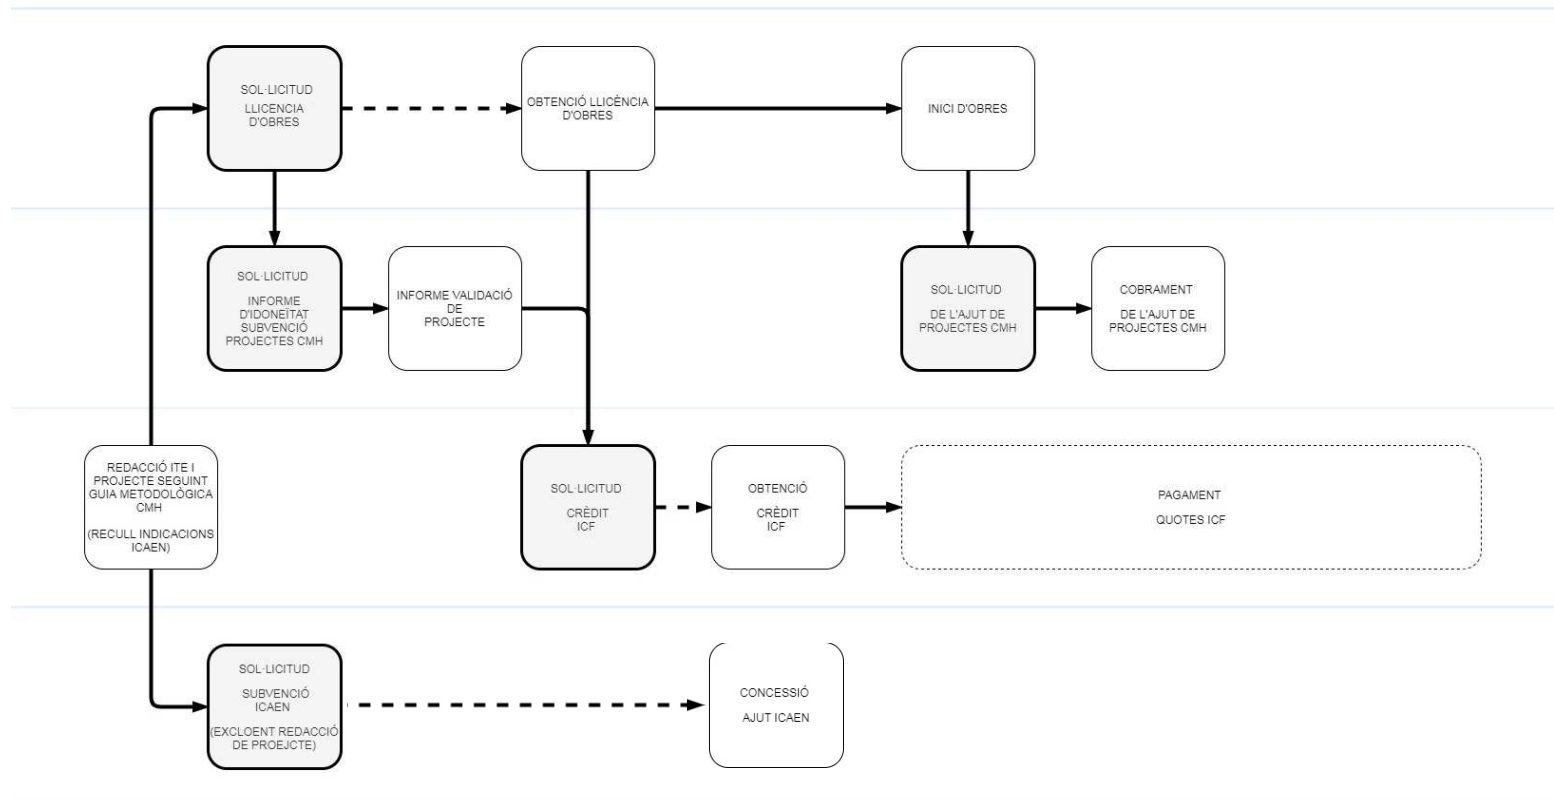 SOL·LICITUD
LLICENCIA
D'OBRES
OBTENCIÓ LLICÈNCIA
D'OBRES
INICI D'OBRES
SOL·LICITUD
INFORME
D'IDONEÏTAT
SUBVENCIÓ
PROJECTES CMH
INFORME VALIDACIÓ
DE
PROJECTE
SOL·LICITUD
DE L'AJUT DE
PROJECTES CMH
COBRAMENT
DE L'AJUT DE
PROJECTES CMH
REDACCIÓ ITE I
PROJECTE SEGUINT
GUIA METODOLÒGICA
CMH
(RECULL INDICACIONS
ICAEN)
SOL·LICITUD
CRÈDIT
ICF
OBTENCIÓ
CRÈDIT
ICF
PAGAMENT
QUOTES ICF
SOL·LICITUD
SUBVENCIÓ
ICAEN
(EXCLOENT REDACCIÓ
DE PROEJCTE)
CONCESSIÓ
AJUT ICAEN